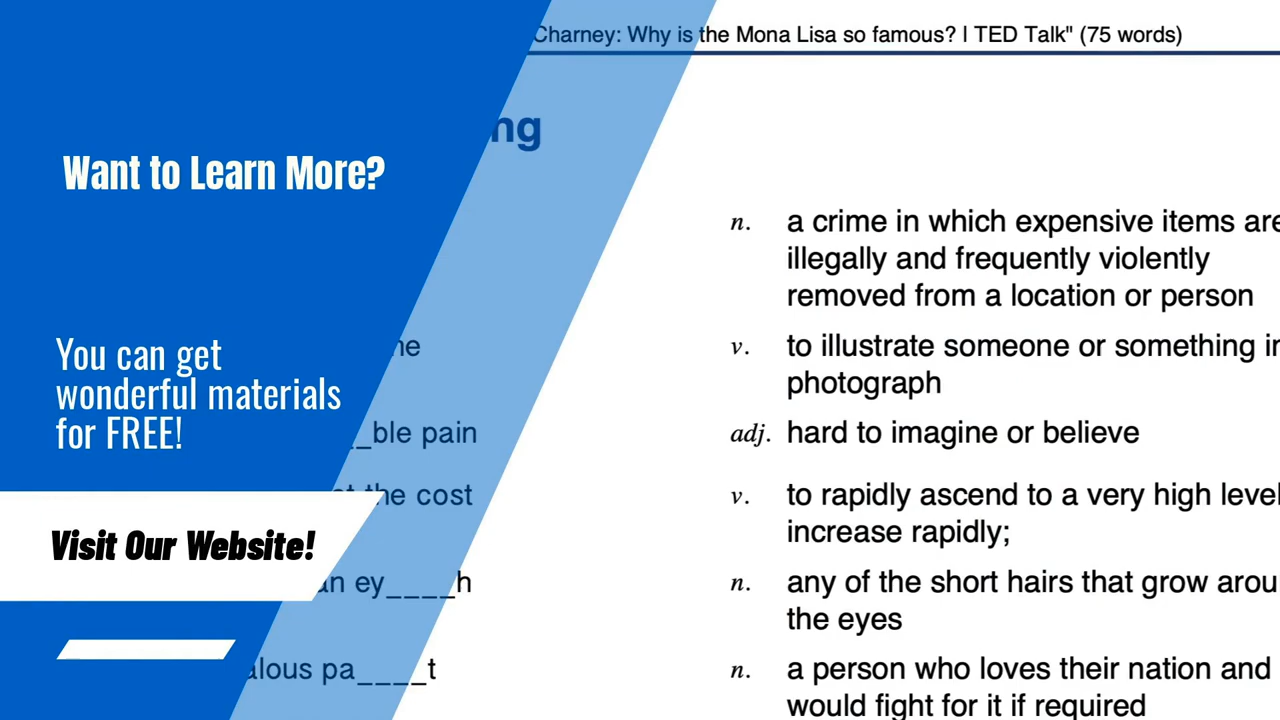 Charney: Why is the Mona Lisa so famous? | TED Talk" (75 words)
ng
Want to Learn More?
You can get
wonderful materials
for FREE!
Visit Our Website!
ne
_ble pain
the cost
an ey____h
alous pa____t
n. a crime in which expensive items are
illegally and frequently violently
removed from a location or person
v. to illustrate someone or something in
photograph
adj. hard to imagine or believe
v. to rapidly ascend to a very high level
increase rapidly;
n. any of the short hairs that grow arou
the eyes
n. a person who loves their nation and
would fight for it if required